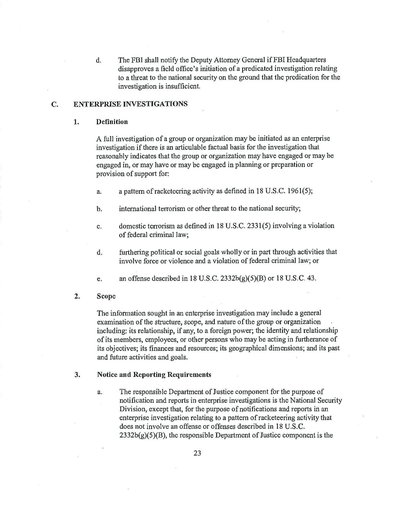 d. The FBI shall notify the Deputy Attorney General if FBI Headquarters
disapproves a field office's initiation of a predicated investigation relating
to a threat to the national security on the ground that the predication for the
investigation is insufficient.
C. ENTERPRISE INVESTIGATIONS
1. Definition
A full investigation of a group or organization may be initiated as an enterprise
investigation if there is an articulable factual basis for the investigation that
reasonably indicates that the group or organization may have engaged or may be
engaged in, or may have or may be engaged in planning or preparation or
provision of support for:
a. a pattern of racketeering activity as defined in 18 U.S.C. 1961(5);
b. international terrorism or other threat to the national security;
c. domestic terrorism as defined in 18 U.S.C. 2331(5) involving a violation
of federal criminal law;
d. furthering political or social goals wholly or in part through activities that
involve force or violence and a violation of federal criminal law; or
e. an offense described in 18 U.S.C. 2332b(g)(5)(B) or 18 U.S.C. 43.
2. Scope
The information sought in an enterprise investigation may include a general
examination of the structure, scope, and nature of the group or organization
including: its relationship, if any, to a foreign power; the identity and relationship
of its members, employees, or other persons who may be acting in furtherance of
its objectives; its finances and resources; its geographical dimensions; and its past
and future activities and goals.
3. Notice and Reporting Requirements
a. The responsible Department of Justice component for the purpose of
notification and reports in enterprise investigations is the National Security
Division, except that, for the purpose of notifications and reports in an
enterprise investigation relating to a pattern of racketeering activity that
does not involve an offense or offenses described in 18 U.S.C.
2332b(g)(5)(B), the responsible Department of Justice component is the
23